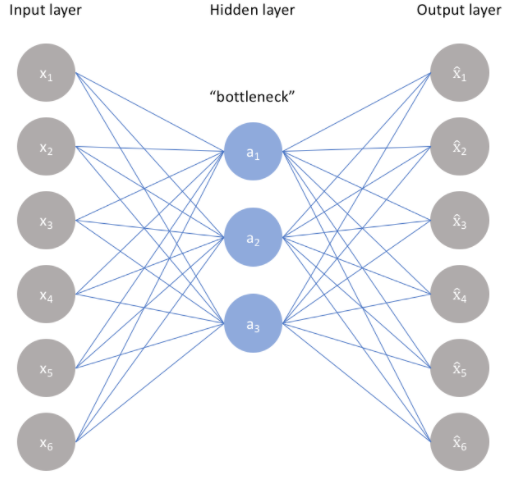 Input layer
Hidden layer
Output layer
“bottleneck”
x₁
x₂
x₃
x₄
x₅
x₆
a₁
a₂
a₃
x̂₁
x̂₂
x̂₃
x̂₄
x̂₅
x̂₆